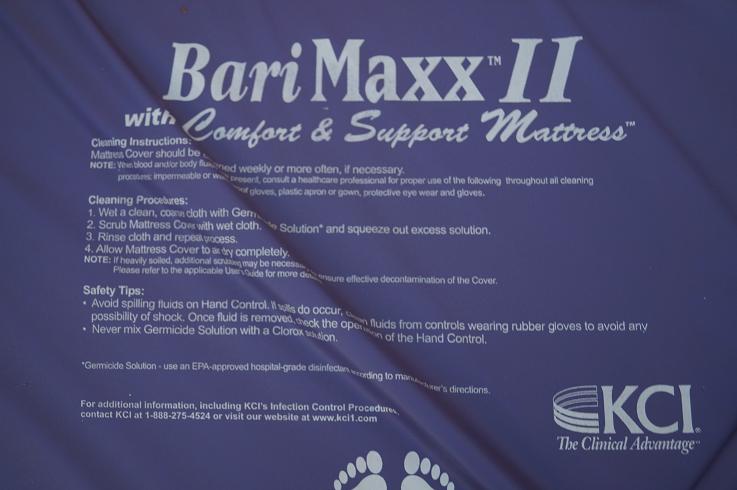 BariMaxx™ II
with Comfort & Support Mattress™
Cleaning Instructions:
Mattress Cover should be cleaned weekly or more often, if necessary.
NOTE: When blood and/or body fluids present, consult a healthcare professional for proper use of the following throughout all cleaning
procedures: impermeable or gloves, plastic apron or gown, protective eye wear and gloves.
Cleaning Procedures:
1. Wet a clean, coarse cloth with Germicide Solution* and squeeze out excess solution.
2. Scrub Mattress Cover with wet cloth.
3. Rinse cloth and repeat process.
4. Allow Mattress Cover to air dry completely.
NOTE: If heavily soiled, additional scrubbing may be necessary ensure effective decontamination of the Cover.
Please refer to the applicable User Guide for more
Safety Tips:
• Avoid spilling fluids on Hand Control. If spills do occur, clean fluids from controls wearing rubber gloves to avoid any
possibility of shock. Once fluid is removed, check the operation of the Hand Control.
• Never mix Germicide Solution with a Clorox solution.
*Germicide Solution - use an EPA-approved hospital-grade disinfectant according to manufacturer's directions.
For additional information, including KCI's Infection Control Procedures,
contact KCI at 1-888-275-4524 or visit our website at www.kci1.com
KCI®
The Clinical Advantage™